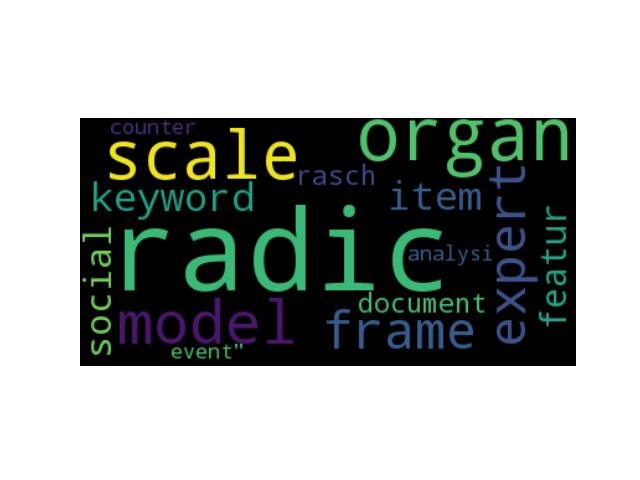 counter
organ
scale
rasch
keyword
item
expert
radic
social
featur
analysi
model
document
frame
event"